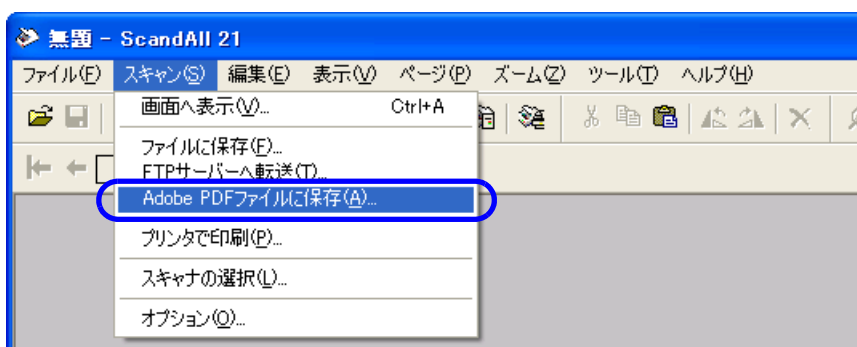 無題 - ScandAll 21
ファイル(F) スキャン(S) 編集(E) 表示(V) ページ(P) ズーム(Z) ツール(T) ヘルプ(H)
画面へ表示(V)... Ctrl+A
ファイルに保存(F)...
FTPサーバーへ転送(T)...
Adobe PDFファイルに保存(A)...
プリンタで印刷(P)...
スキャナの選択(L)...
オプション(O)...